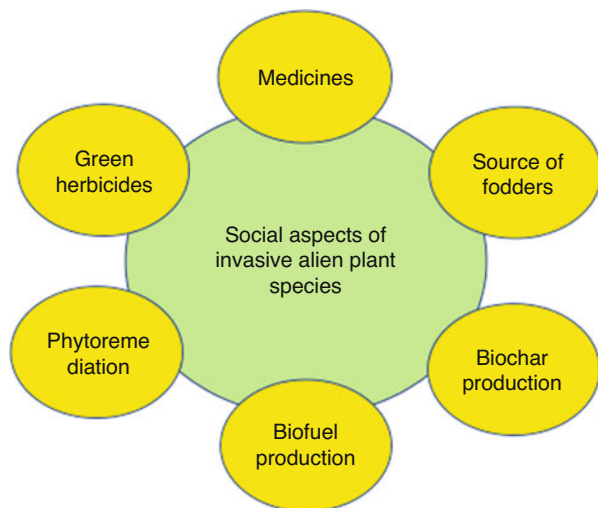 Medicines
Green
herbicides
Source of
fodders
Social aspects of
invasive alien plant
species
Phytoreme
diation
Biochar
production
Biofuel
production